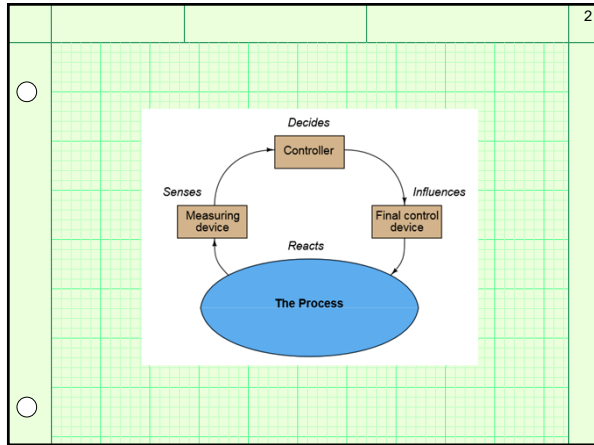 2
Decides
Controller
Senses
Influences
Measuring
device
Final control
device
Reacts
The Process